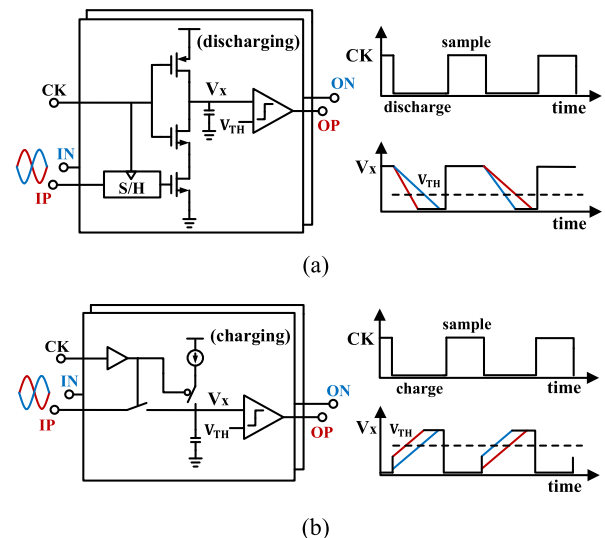 (discharging)
CK
Vx
VTH
ON
OP
IN
IP
S/H
CK
sample
discharge
time
Vx
VTH
time
(a)
(charging)
CK
IN
IP
Vx
VTH
ON
OP
CK
sample
charge
time
Vx
VTH
time
(b)